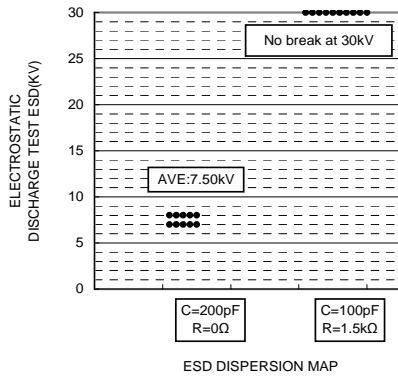 ELECTROSTATIC
DISCHARGE TEST ESD(KV)
30
25
20
15
10
5
0
No break at 30kV
AVE:7.50kV
C=200pF
R=0Ω
C=100pF
R=1.5kΩ
ESD DISPERSION MAP